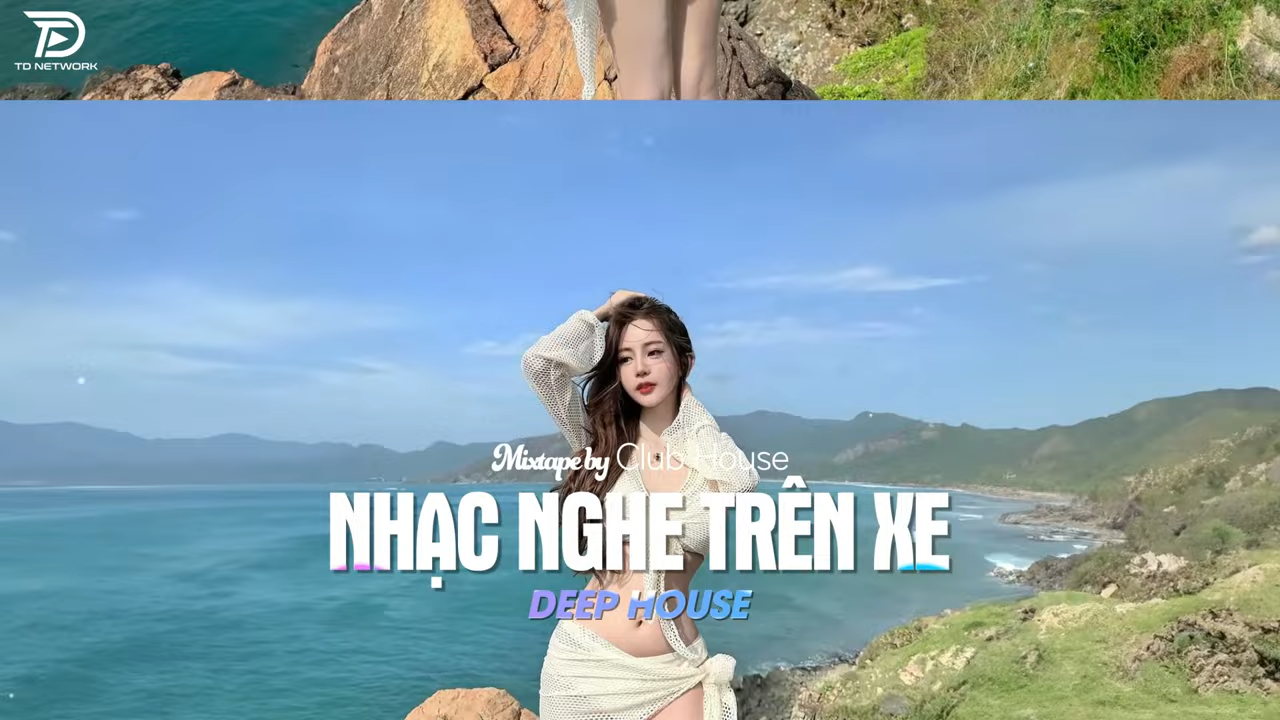 TD NETWORK
Mixtape by Club House
NHẠC NGHE TRÊN XE
DEEP HOUSE